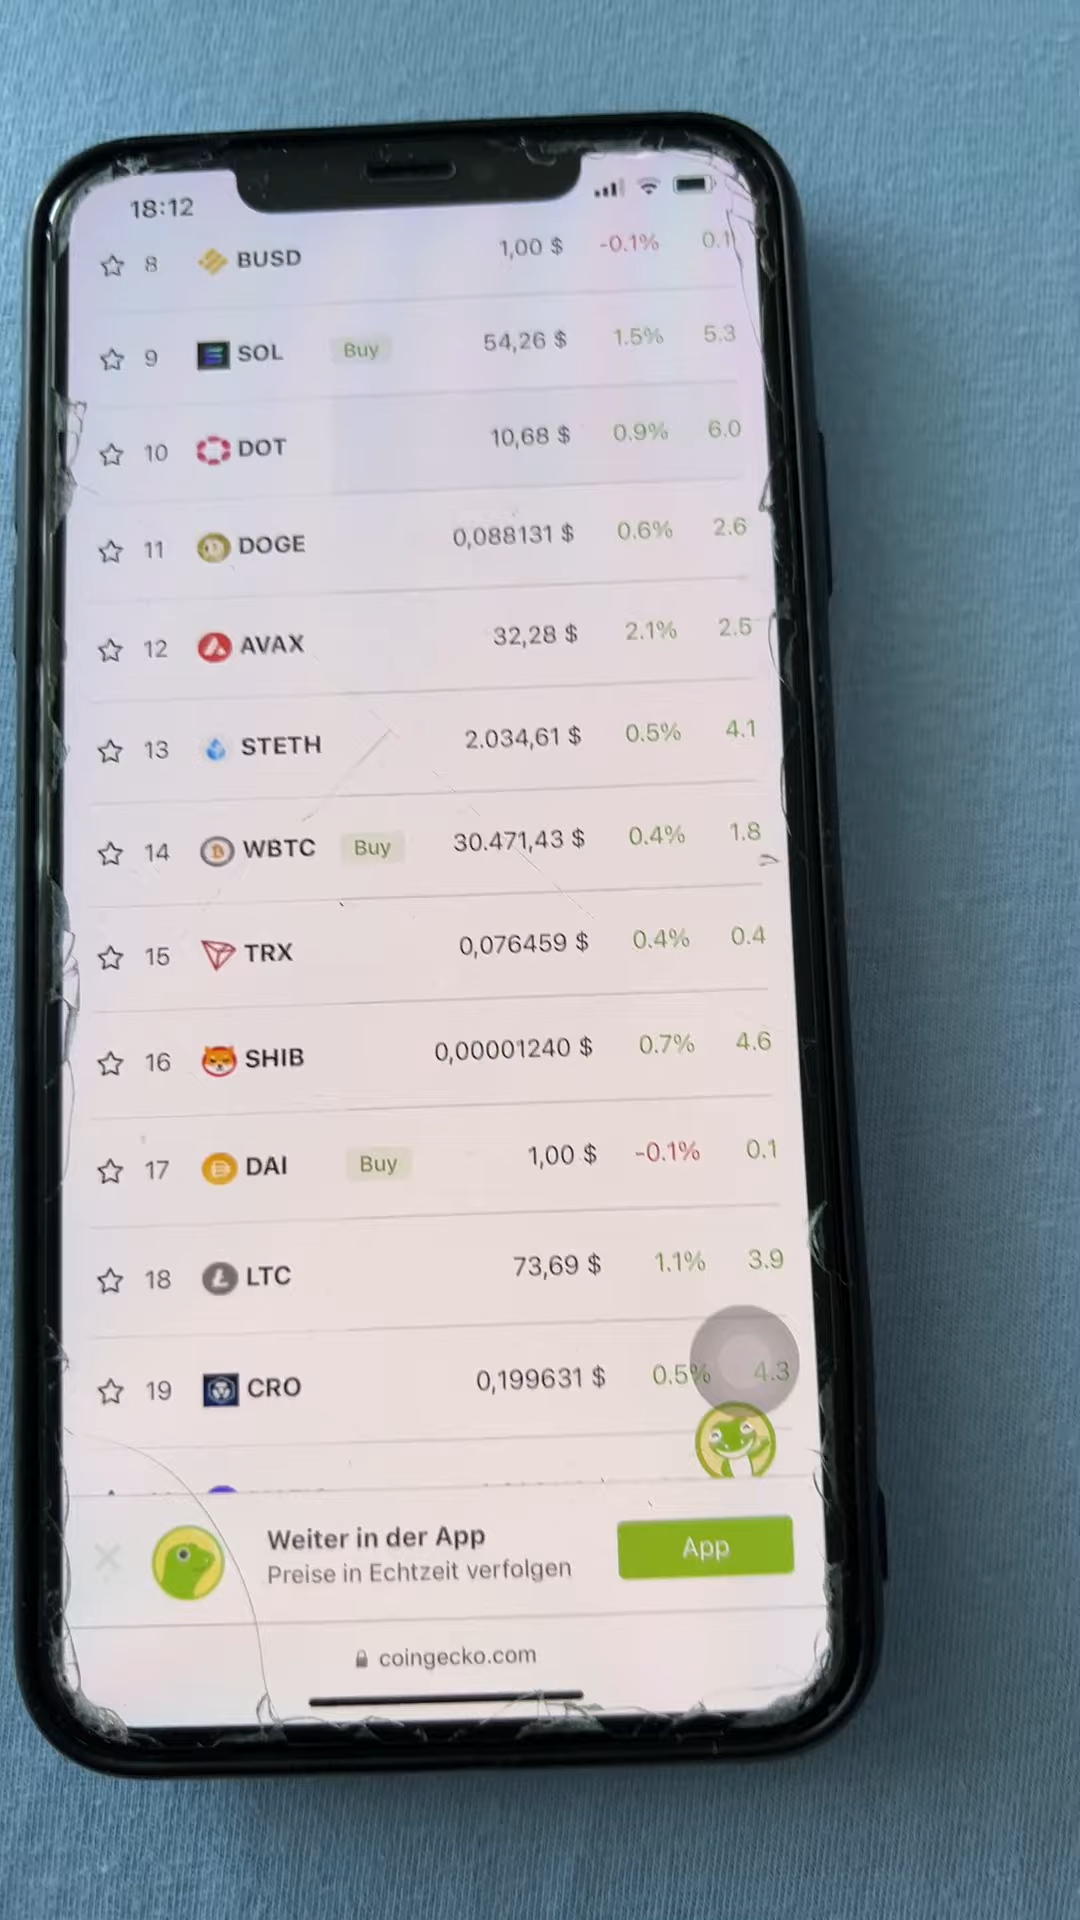 18:12
8 BUSD 1,00 $ -0.1% 0.1
9 SOL Buy 54,26 $ 1.5% 5.3
10 DOT 10,68 $ 0.9% 6.0
11 DOGE 0,088131 $ 0.6% 2.6
12 AVAX 32,28 $ 2.1% 2.5
13 STETH 2.034,61 $ 0.5% 4.1
14 WBTC Buy 30.471,43 $ 0.4% 1.8
15 TRX 0,076459 $ 0.4% 0.4
16 SHIB 0,00001240 $ 0.7% 4.6
17 DAI Buy 1,00 $ -0.1% 0.1
18 LTC 73,69 $ 1.1% 3.9
19 CRO 0,199631 $ 0.5% 4.3
Weiter in der App
Preise in Echtzeit verfolgen
App
coingecko.com